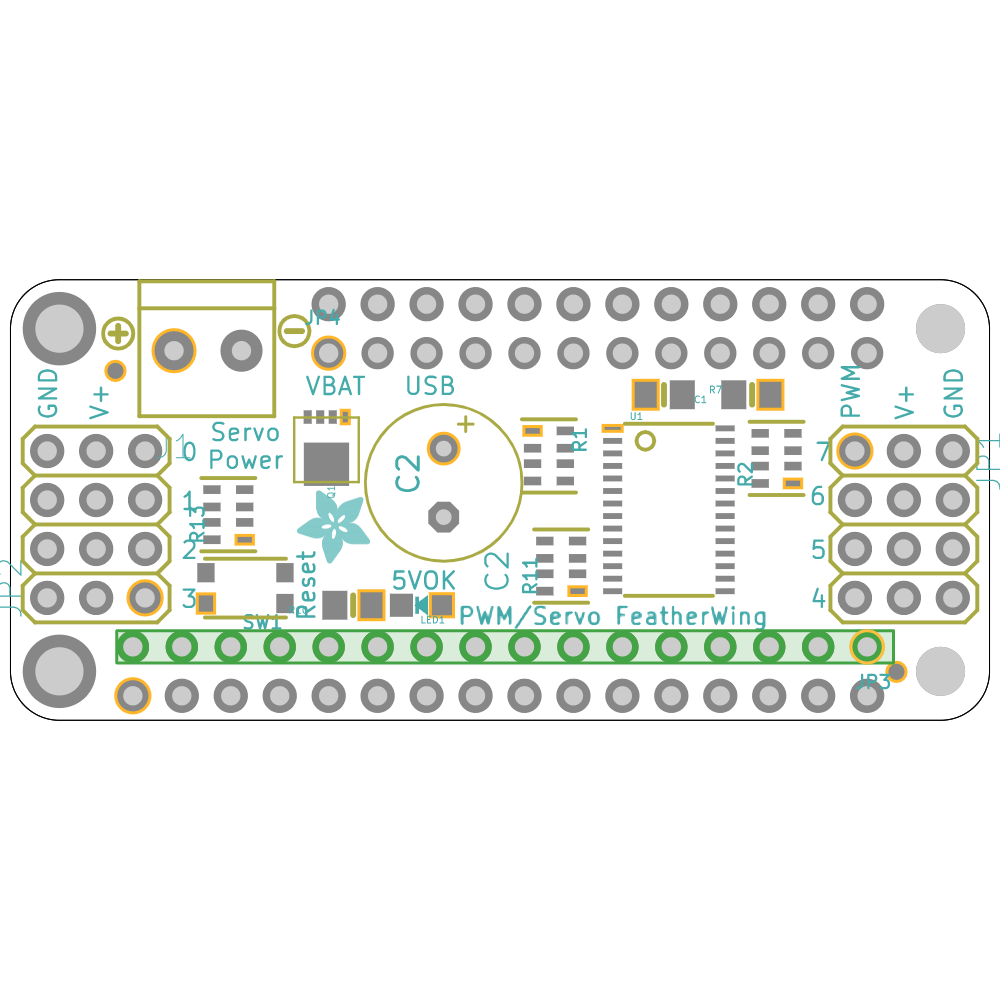 JP4
VBAT
USB
GND
V+
PWM
V+
GND
R7
C1
U1
+
Servo
Power
J1
0
1
2
3
R13
Q1
C2
C2
R1
R2
R11
7
6
5
4
JP1
JP2
5VOK
Reset
SW1
LED1
PWM/Servo FeatherWing
JP3